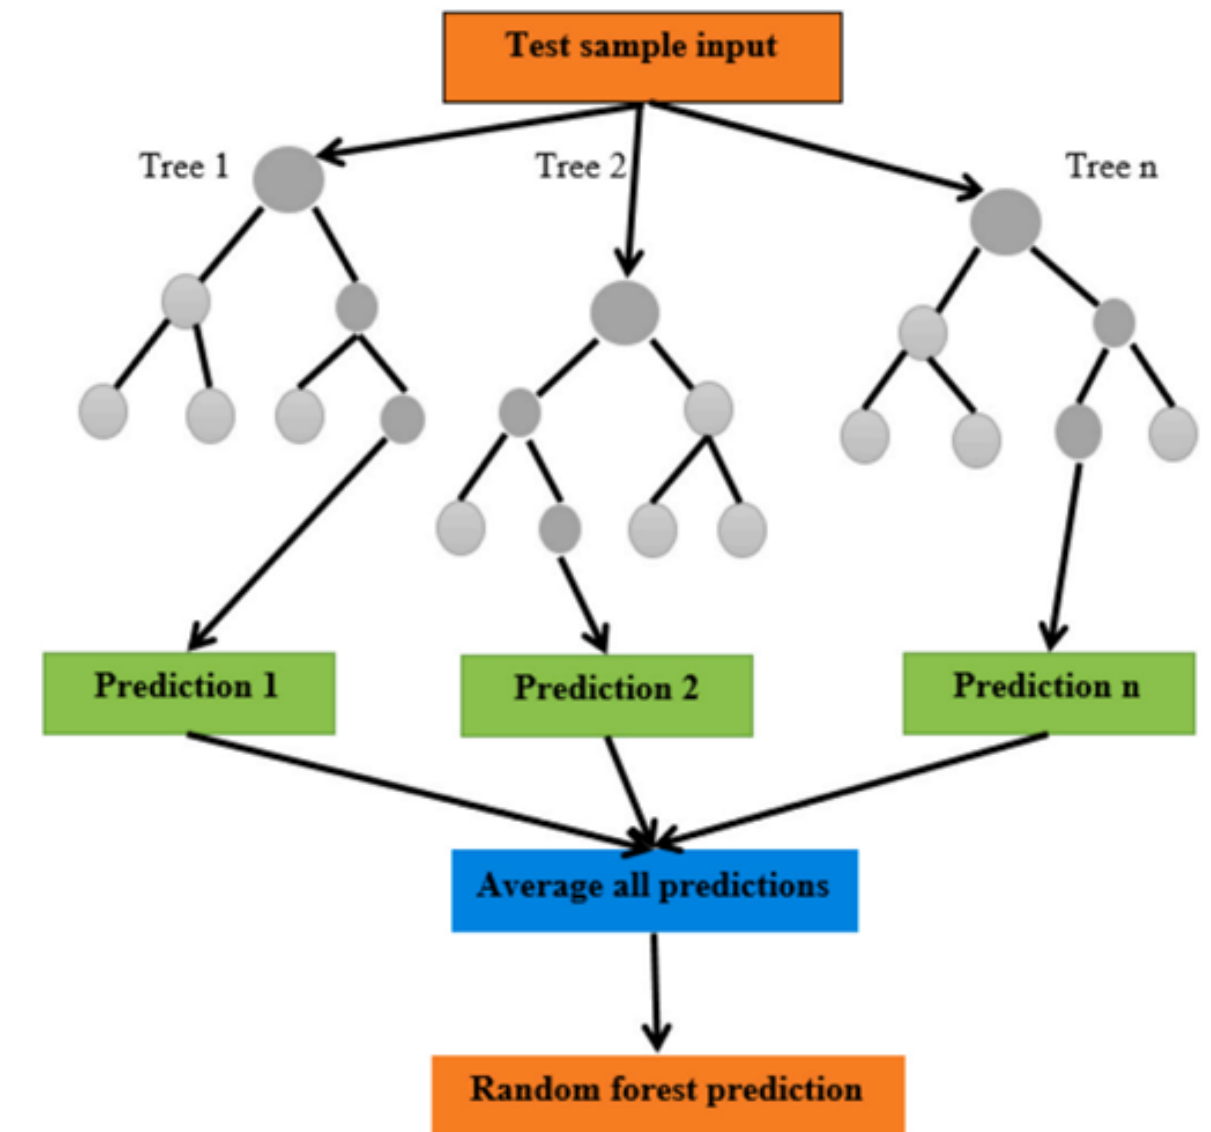 Test sample input
Tree 1
Tree 2
Tree n
Prediction 1
Prediction 2
Prediction n
Average all predictions
Random forest prediction